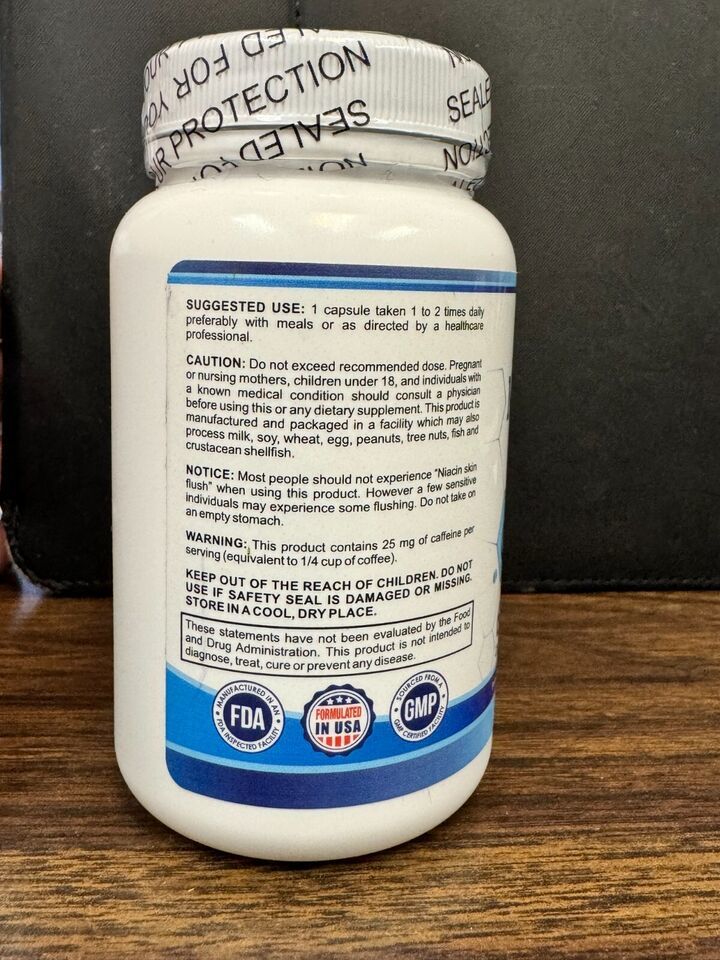 SEALED FOR YOUR
YOUR PROTECTION
SEALED FOR
SEALED
SUGGESTED USE: 1 capsule taken 1 to 2 times daily
preferably with meals or as directed by a healthcare
professional.
CAUTION: Do not exceed recommended dose. Pregnant
or nursing mothers, children under 18, and individuals with
a known medical condition should consult a physician
before using this or any dietary supplement. This product is
manufactured and packaged in a facility which may also
process milk, soy, wheat, egg, peanuts, tree nuts, fish and
crustacean shellfish.
NOTICE: Most people should not experience "Niacin skin
flush" when using this product. However a few sensitive
individuals may experience some flushing. Do not take on
an empty stomach.
WARNING: This product contains 25 mg of caffeine per
serving (equivalent to 1/4 cup of coffee).
KEEP OUT OF THE REACH OF CHILDREN. DO NOT
USE IF SAFETY SEAL IS DAMAGED OR MISSING.
STORE IN A COOL, DRY PLACE.
These statements have not been evaluated by the Food
and Drug Administration. This product is not intended to
diagnose, treat, cure or prevent any disease.
MANUFACTURED IN AN
FDA
FDA INSPECTED FACILITY
FORMULATED
IN USA
SOURCED FROM A
GMP
GMP CERTIFIED FACILITY